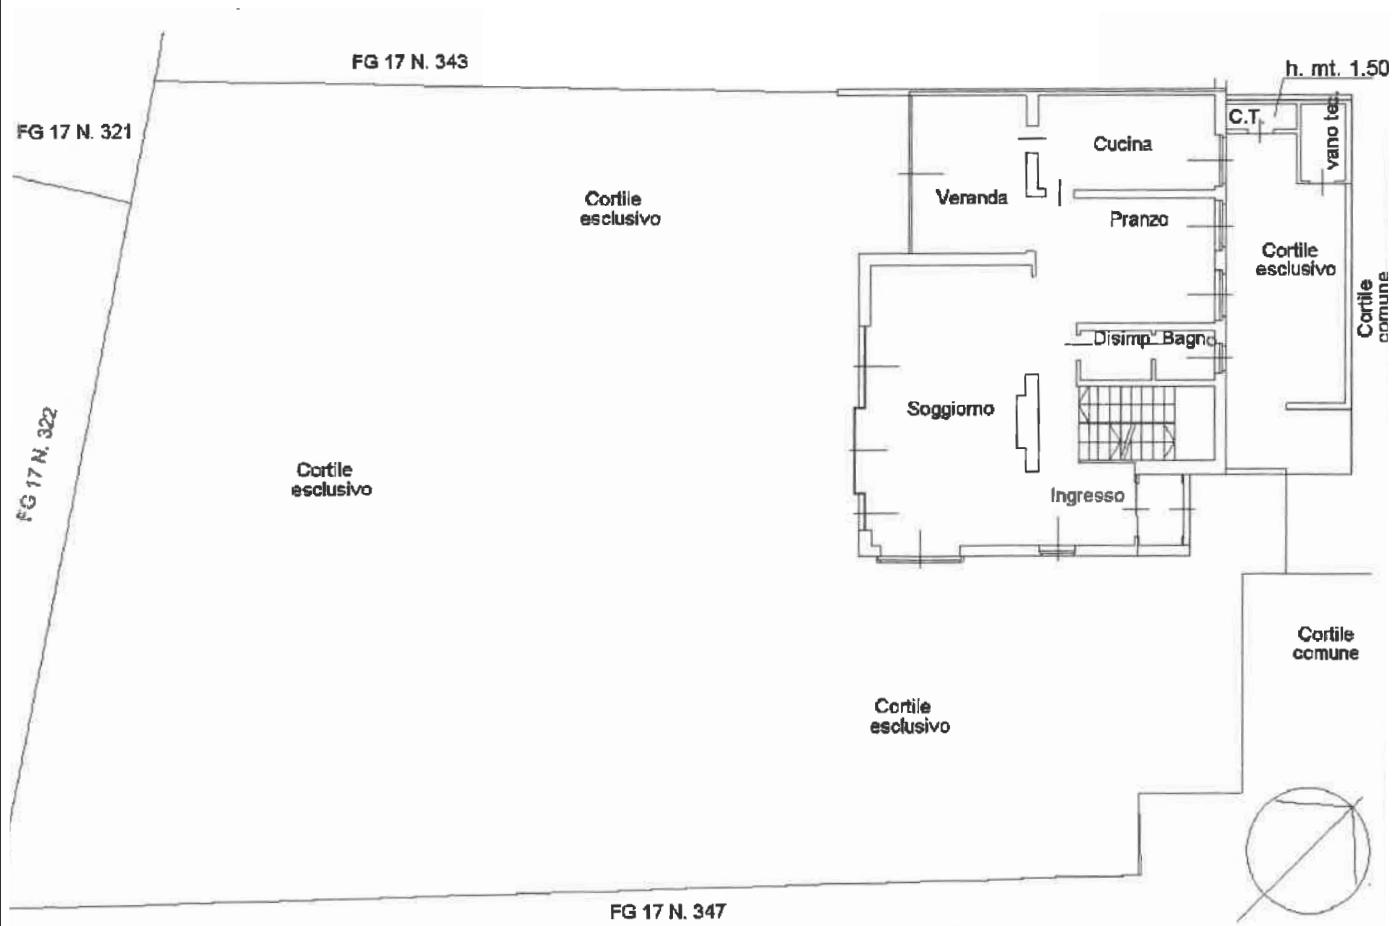 FG 17 N. 343
h. mt. 1.50
FG 17 N. 321
C.T.
vano tec.
Cucina
Cortile
esclusivo
Veranda
Pranzo
Cortile
esclusivo
Cortile
comune
Disimp
Bagno
Soggiorno
FG 17 N. 322
Cortile
esclusivo
Ingresso
Cortile
comune
Cortile
esclusivo
FG 17 N. 347